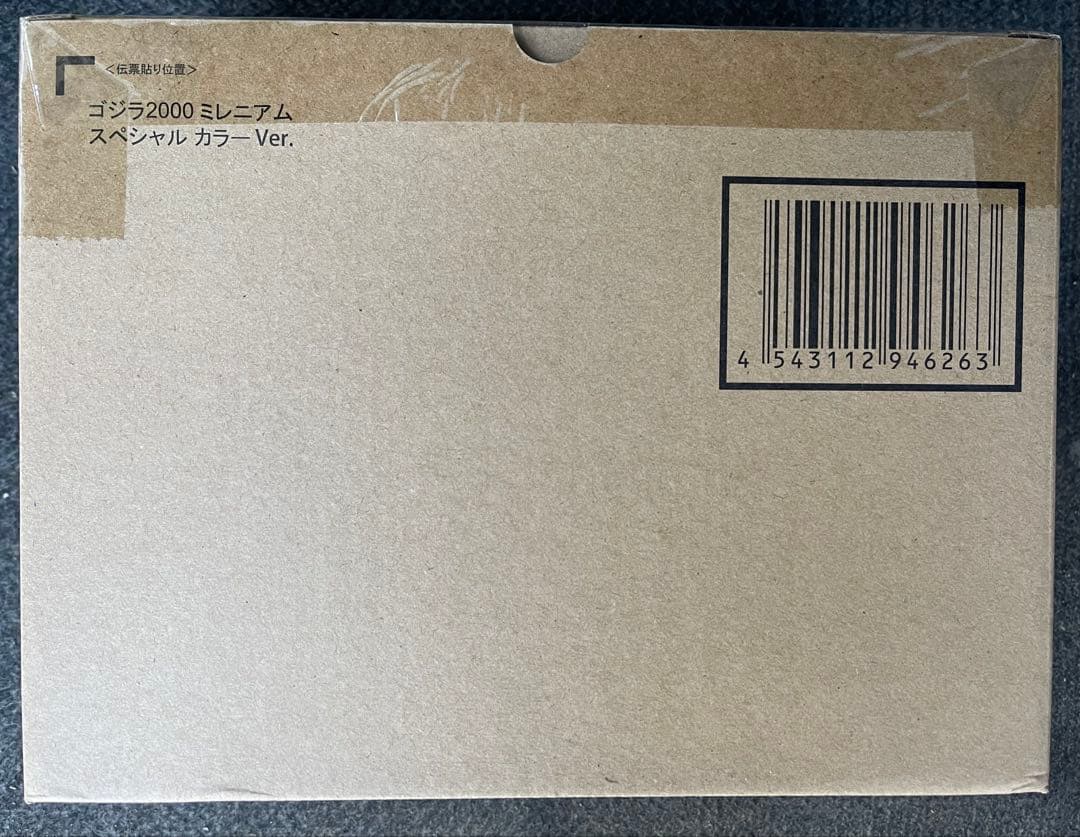 ＜伝票貼り位置＞
ゴジラ2000 ミレニアム
スペシャル カラー Ver.
4 543112 946263